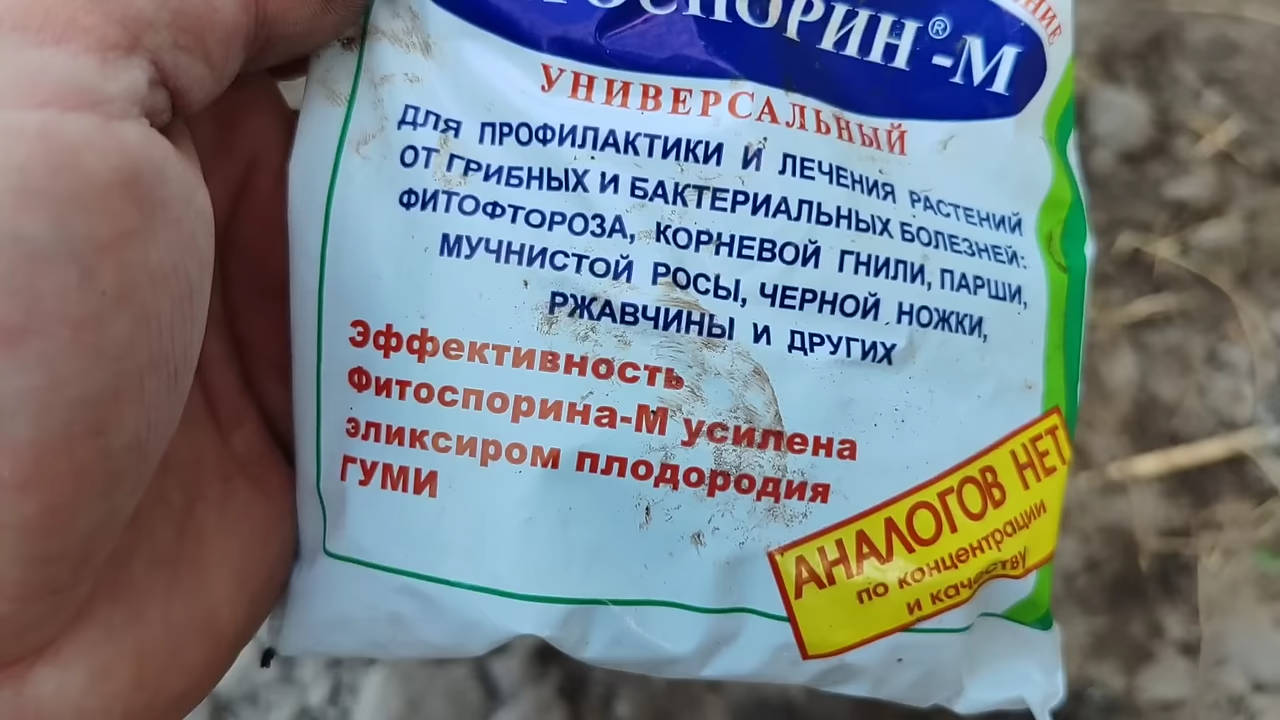 ТОСПОРИН®-М
УНИВЕРСАЛЬНЫЙ
ДЛЯ ПРОФИЛАКТИКИ И ЛЕЧЕНИЯ РАСТЕНИЙ
ОТ ГРИБНЫХ И БАКТЕРИАЛЬНЫХ БОЛЕЗНЕЙ:
ФИТОФТОРОЗА, КОРНЕВОЙ ГНИЛИ, ПАРШИ,
МУЧНИСТОЙ РОСЫ, ЧЕРНОЙ НОЖКИ,
РЖАВЧИНЫ И ДРУГИХ
Эффективность
Фитоспорина-М усилена
эликсиром плодородия
ГУМИ
АНАЛОГОВ НЕТ
по концентрации
и качеству